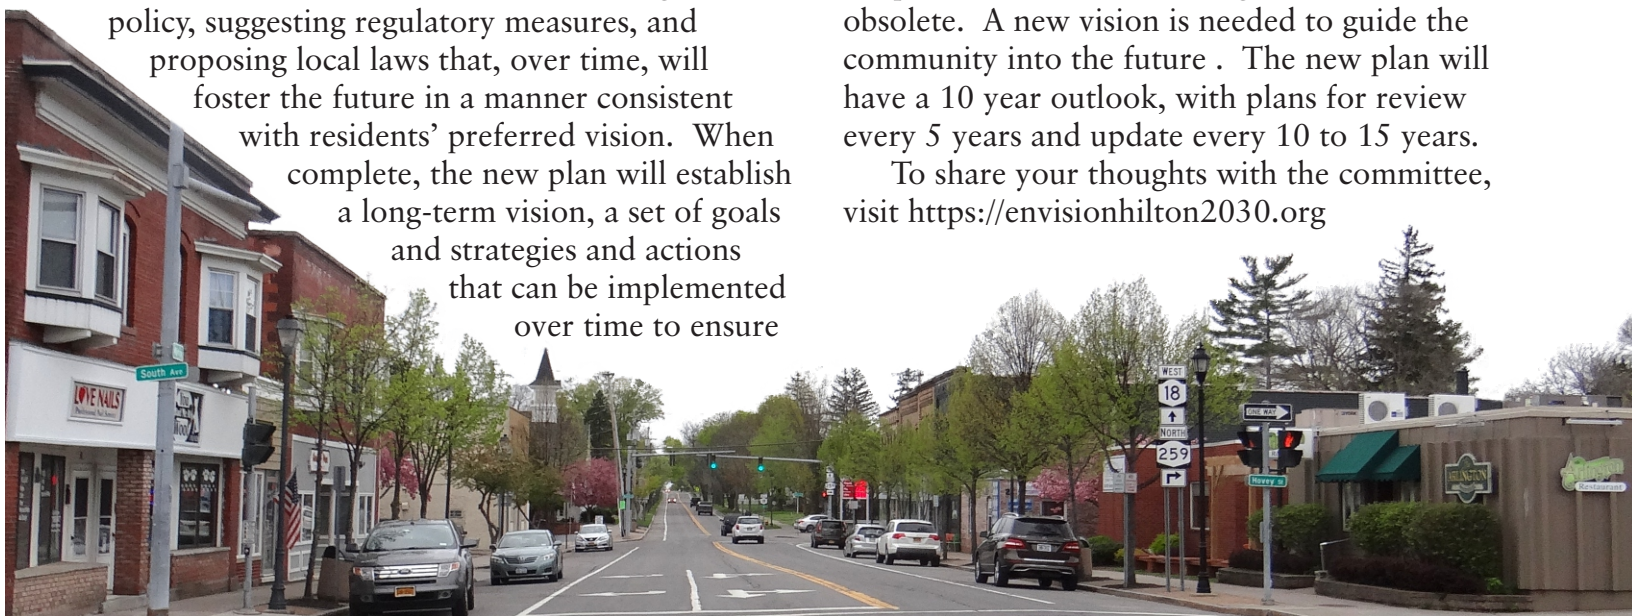 policy, suggesting regulatory measures, and
proposing local laws that, over time, will
foster the future in a manner consistent
with residents’ preferred vision.  When
complete, the new plan will establish
a long-term vision, a set of goals
and strategies and actions
that can be implemented
over time to ensure
obsolete.  A new vision is needed to guide the
community into the future .  The new plan will
have a 10 year outlook, with plans for review
every 5 years and update every 10 to 15 years.
To share your thoughts with the committee,
visit https://envisionhilton2030.org
South Ave
LOVE NAILS
WEST
18
NORTH
259
ONE WAY
Hovey St
ARLINGTON
Arlington
Restaurant